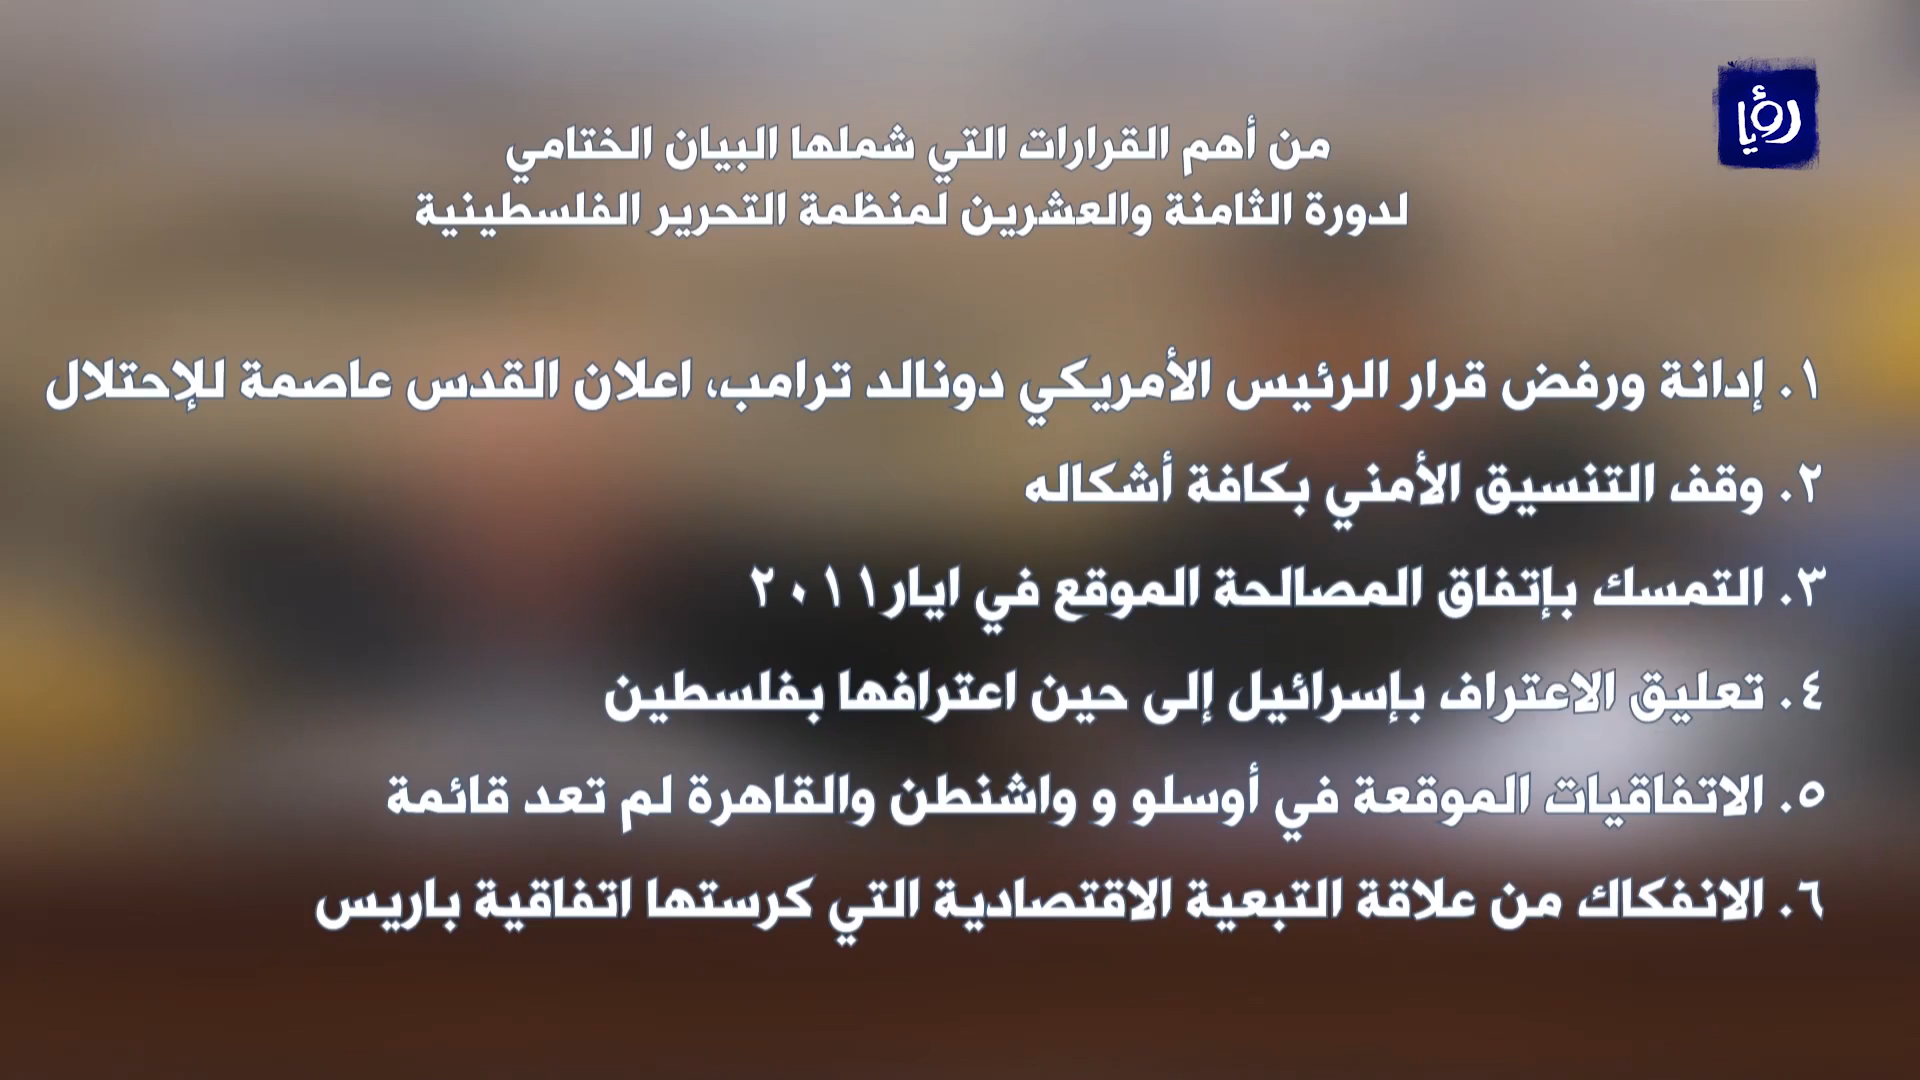 رؤيا
من أهم القرارات التي شملها البيان الختامي
لدورة الثامنة والعشرين لمنظمة التحرير الفلسطينية
١. إدانة ورفض قرار الرئيس الأمريكي دونالد ترامب، اعلان القدس عاصمة للإحتلال
٢. وقف التنسيق الأمني بكافة أشكاله
٣. التمسك بإتفاق المصالحة الموقع في ايار٢٠١١
٤. تعليق الاعتراف بإسرائيل إلى حين اعترافها بفلسطين
٥. الاتفاقيات الموقعة في أوسلو و واشنطن والقاهرة لم تعد قائمة
٦. الانفكاك من علاقة التبعية الاقتصادية التي كرستها اتفاقية باريس